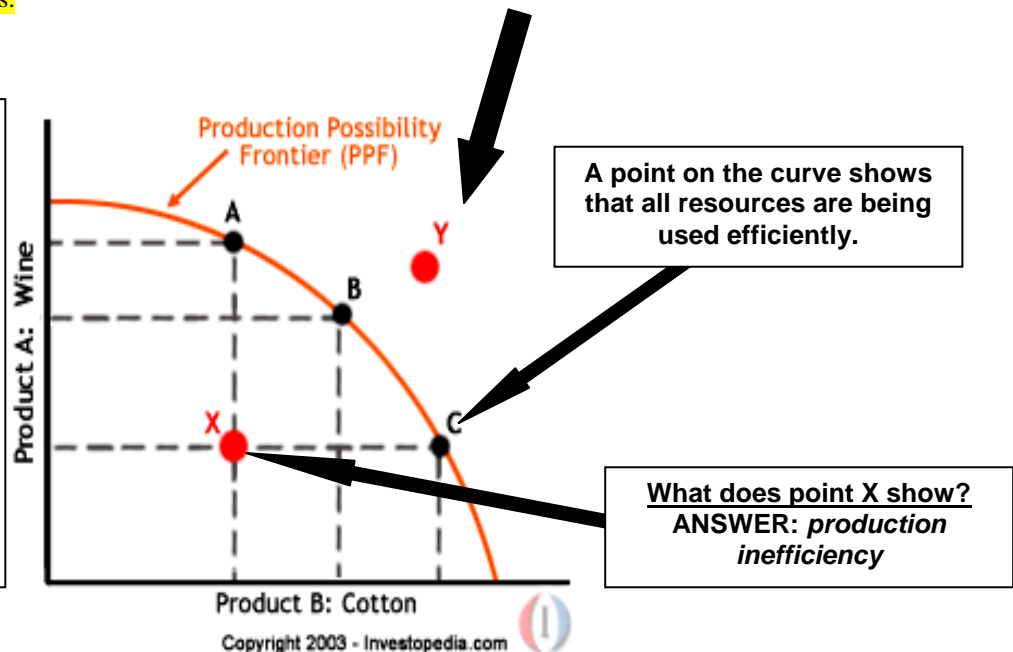 s.
Production Possibility
Frontier (PPF)
A
Y
B
X
C
A point on the curve shows
that all resources are being
used efficiently.
What does point X show?
ANSWER: production
inefficiency
Product A: Wine
Product B: Cotton
Copyright 2003 - Investopedia.com